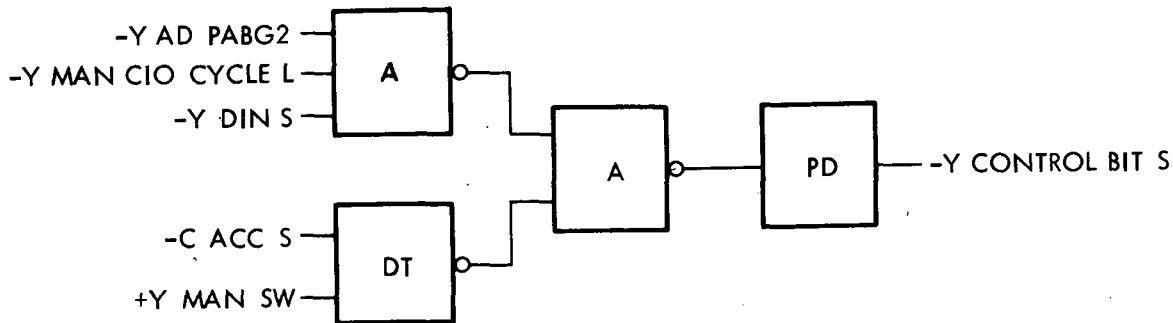 -Y AD PABG2
-Y MAN CIO CYCLE L
-Y DIN S
A
A
PD
-Y CONTROL BIT S
-C ACC S
+Y MAN SW
DT